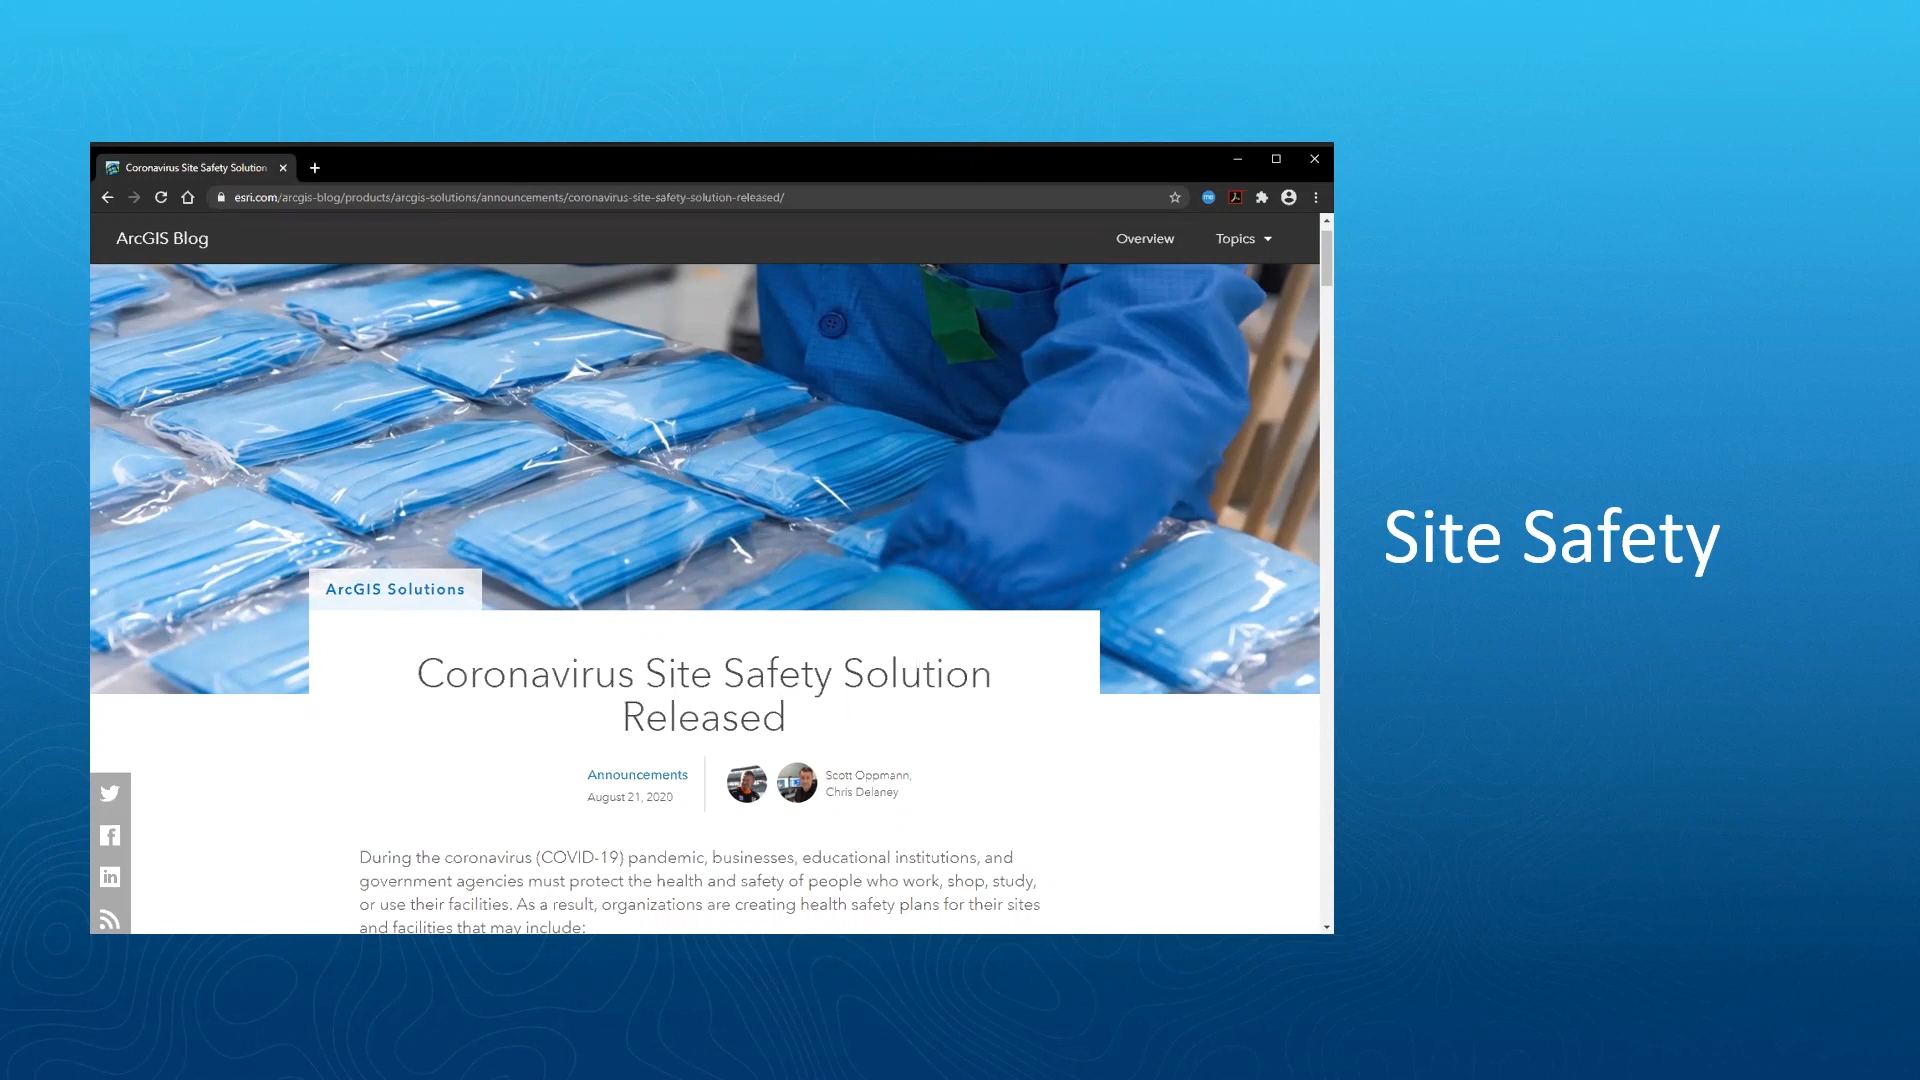 Coronavirus Site Safety Solution
esri.com/arcgis-blog/products/arcgis-solutions/announcements/coronavirus-site-safety-solution-released/
ArcGIS Blog
Overview
Topics
ArcGIS Solutions
Coronavirus Site Safety Solution
Released
Announcements
August 21, 2020
Scott Oppmann,
Chris Delaney
During the coronavirus (COVID-19) pandemic, businesses, educational institutions, and
government agencies must protect the health and safety of people who work, shop, study,
or use their facilities. As a result, organizations are creating health safety plans for their sites
and facilities that may include:
Site Safety